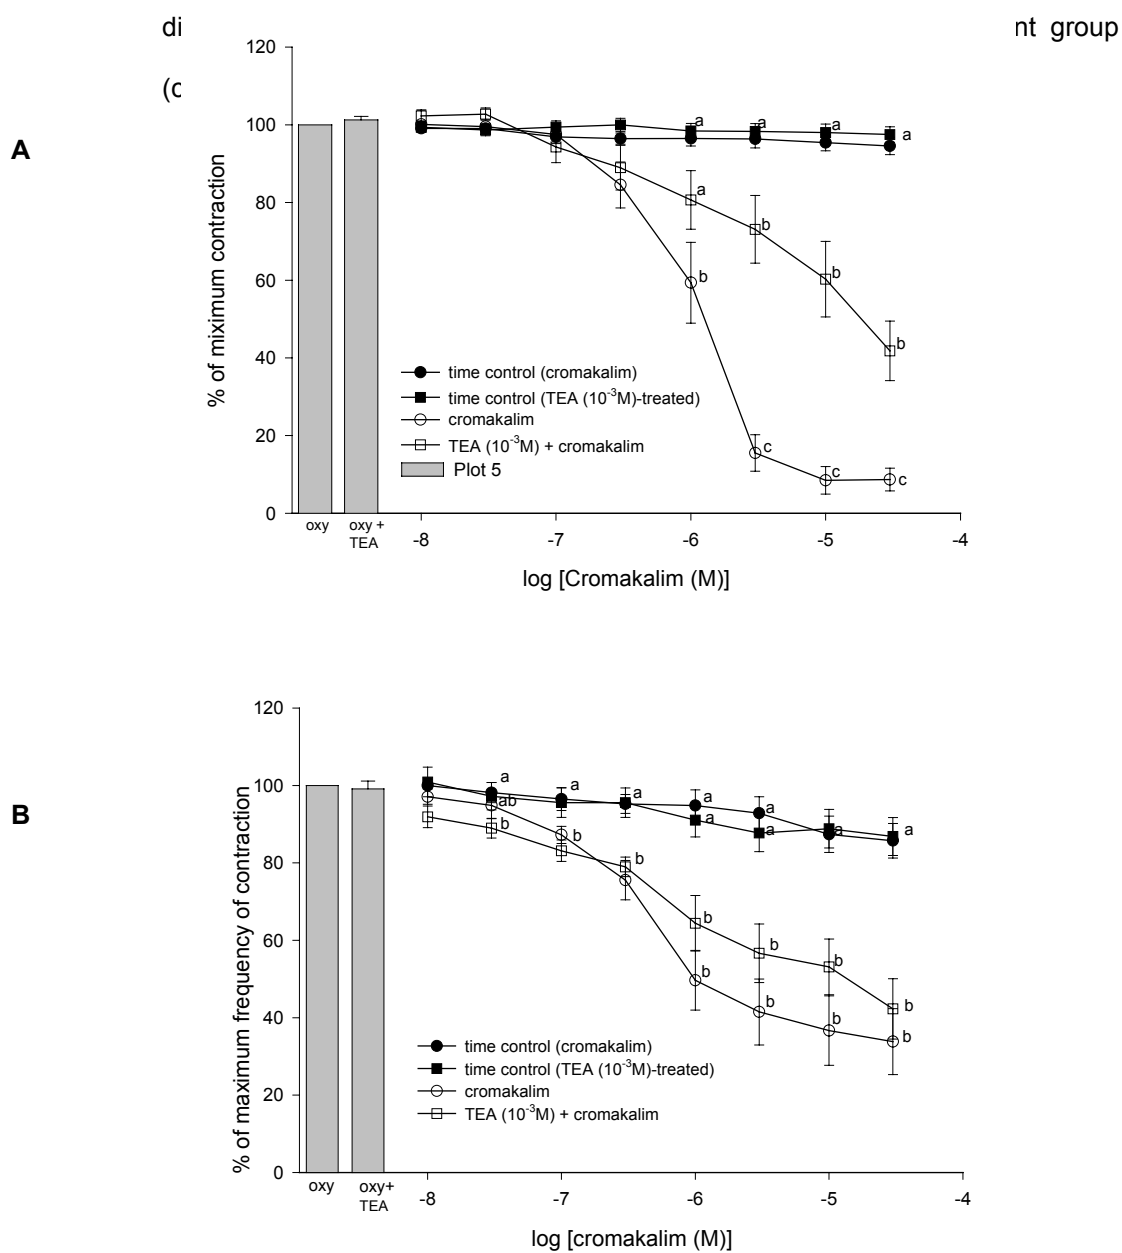 nt group
A
120
100
80
60
40
20
0
% of miximum contraction
a a a a
a b b b
b c c c
time control (cromakalim)
time control (TEA (10⁻³M)-treated)
cromakalim
TEA (10⁻³M) + cromakalim
Plot 5
oxy
oxy +
TEA
-8 -7 -6 -5 -4
log [Cromakalim (M)]
B
120
100
80
60
40
20
0
% of maximum frequency of contraction
a a a a a a a
a a
ab
b b b
b b b b
b b b b
time control (cromakalim)
time control (TEA (10⁻³M)-treated)
cromakalim
TEA (10⁻³M) + cromakalim
oxy
oxy+
TEA
-8 -7 -6 -5 -4
log [cromakalim (M)]